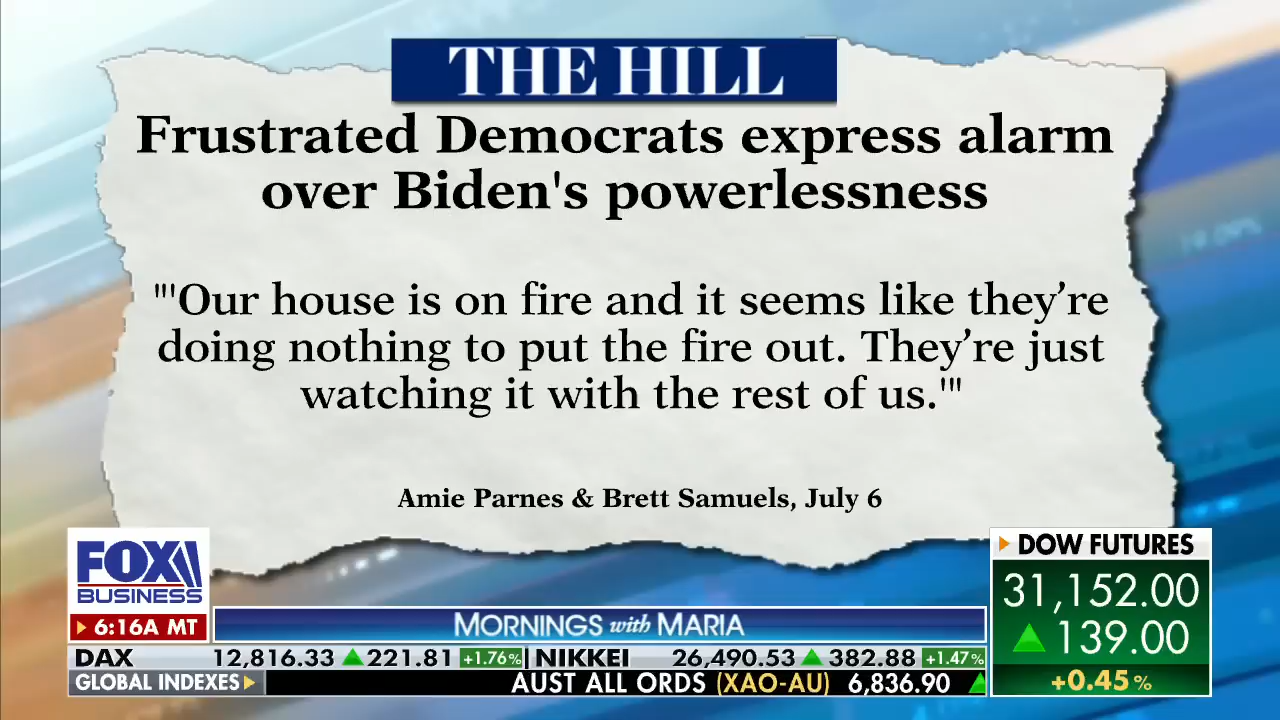 THE HILL
Frustrated Democrats express alarm
over Biden's powerlessness
"'Our house is on fire and it seems like they’re
doing nothing to put the fire out. They’re just
watching it with the rest of us.'"
Amie Parnes & Brett Samuels, July 6
FOX
BUSINESS
6:16A MT
MORNINGS with MARIA
DOW FUTURES
31,152.00
139.00
+0.45%
DAX 12,816.33 221.81 +1.76% NIKKEI 26,490.53 382.88 +1.47%
GLOBAL INDEXES AUST ALL ORDS (XAO-AU) 6,836.90